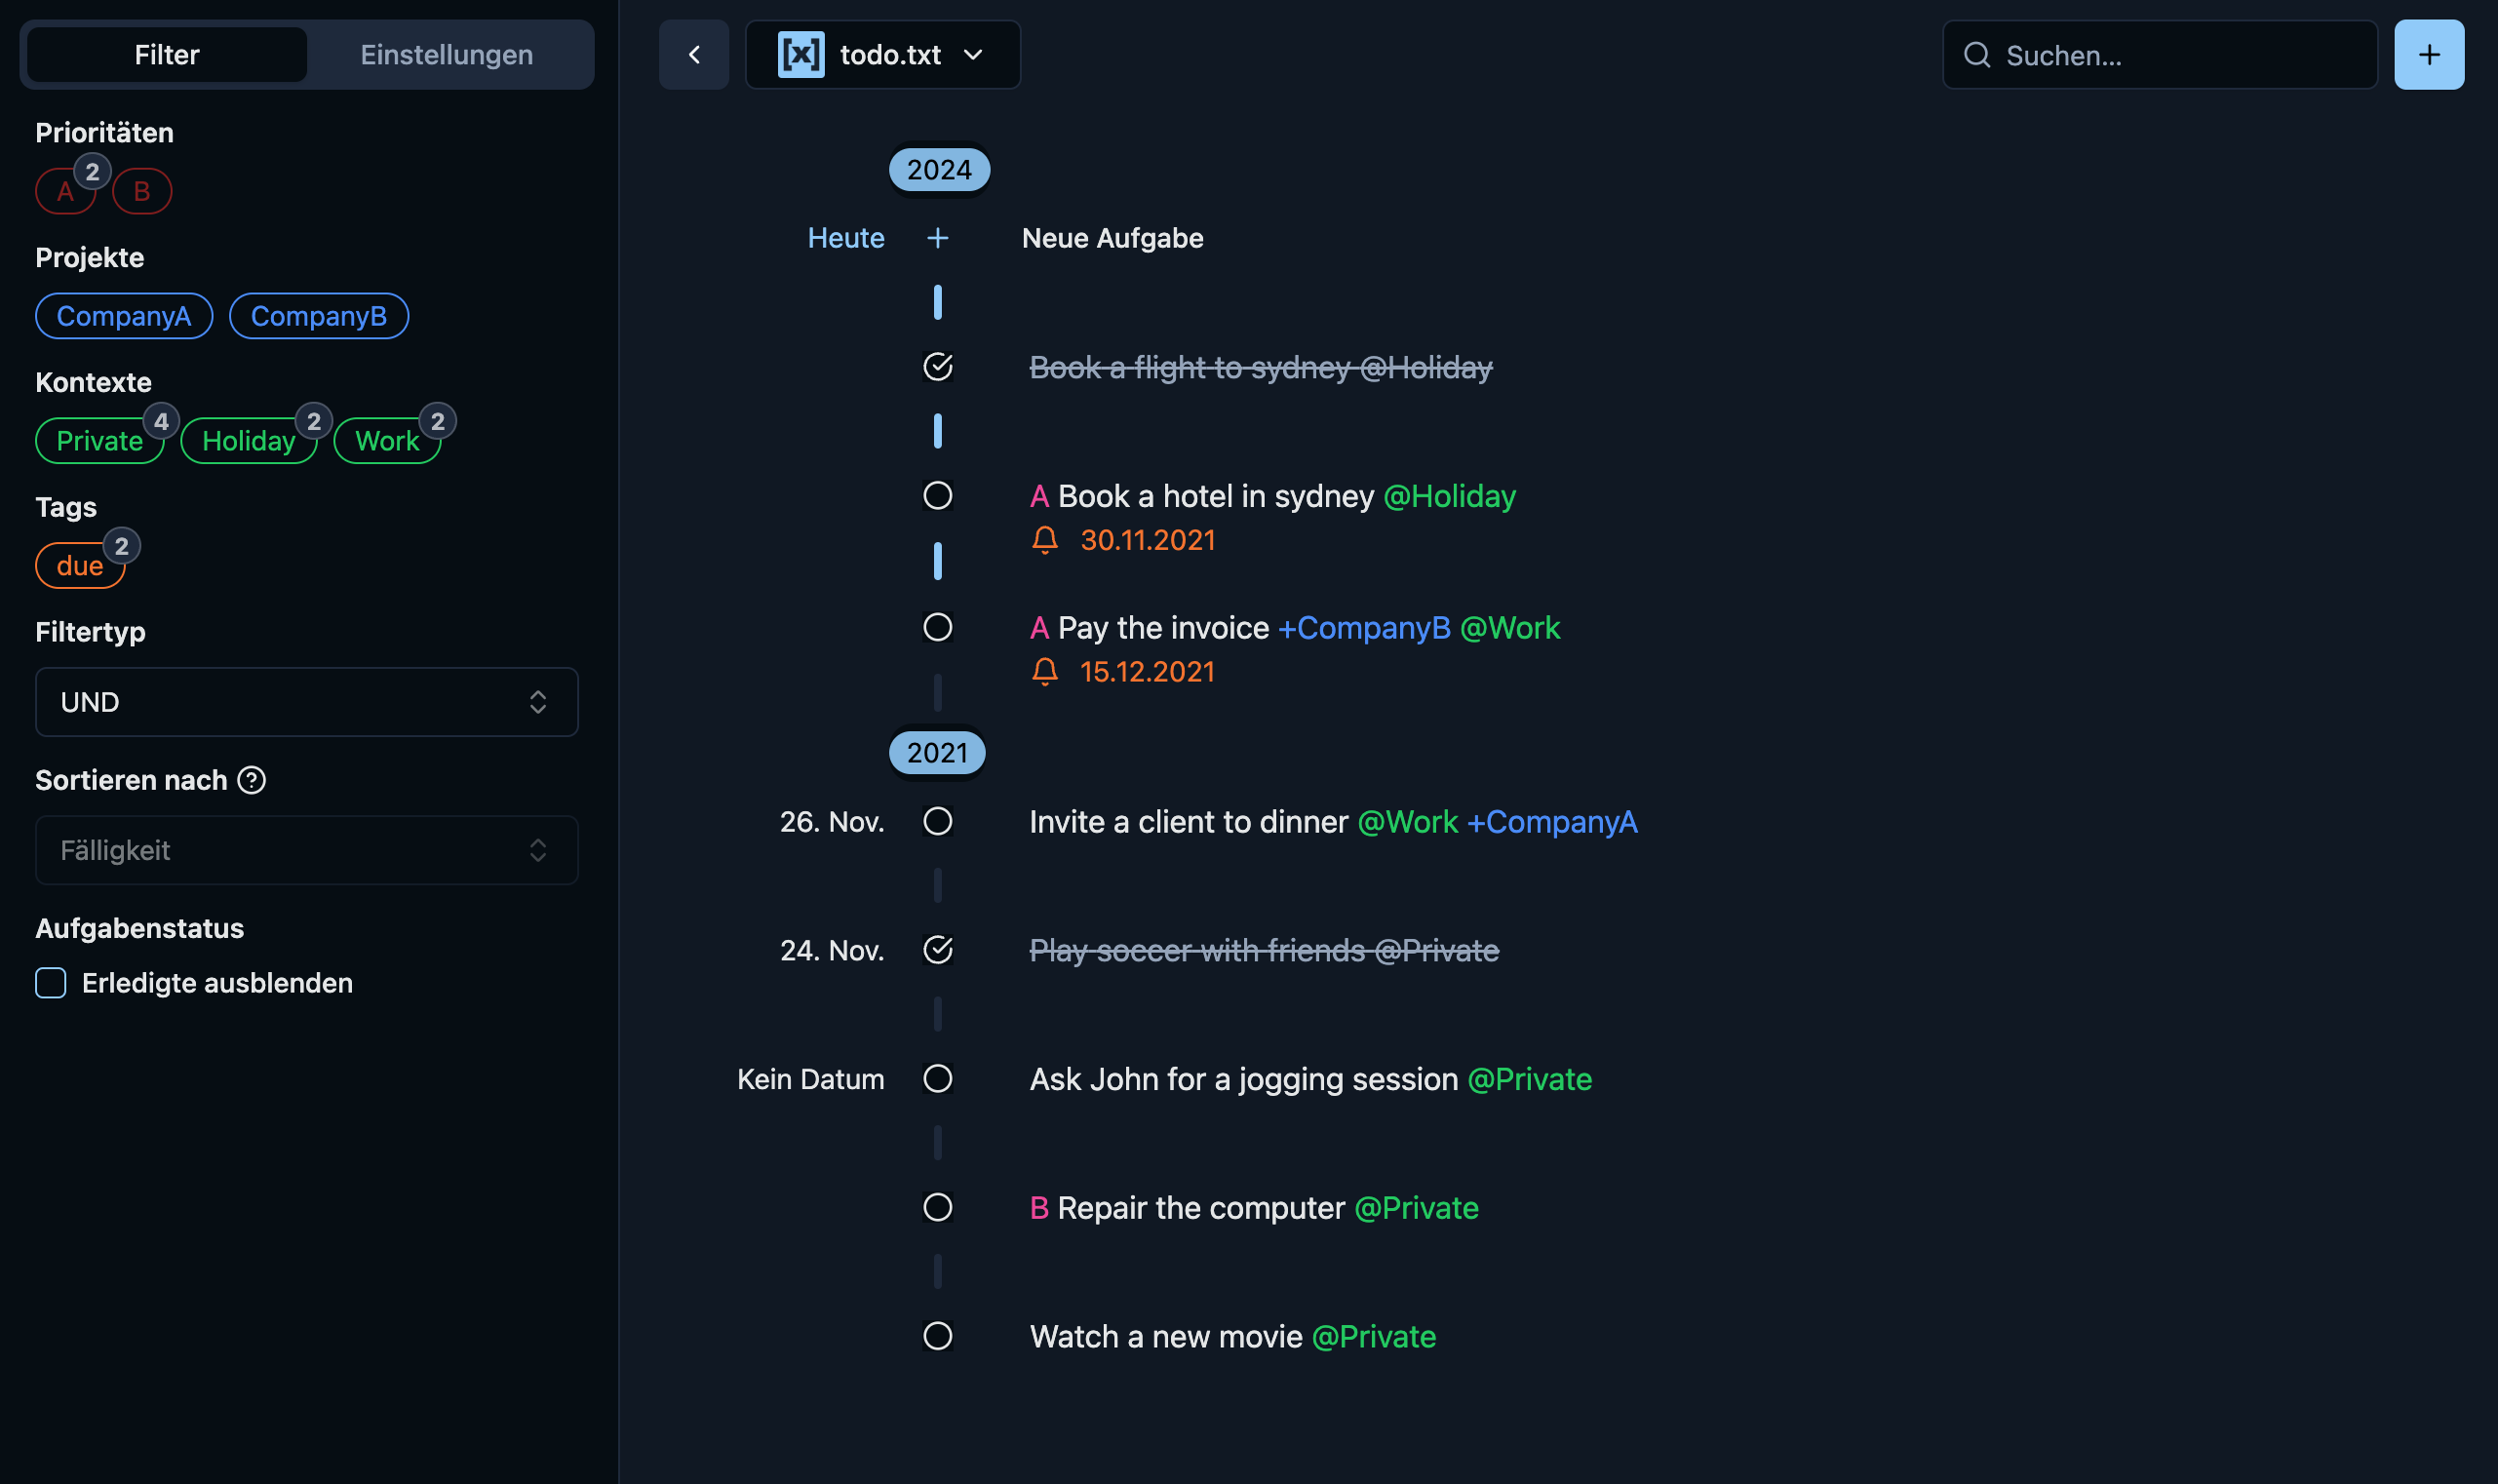 Filter
Einstellungen
Prioritäten
A 2
B
Projekte
CompanyA
CompanyB
Kontexte
Private 4
Holiday 2
Work 2
Tags
due 2
Filtertyp
UND
Sortieren nach ?
Fälligkeit
Aufgabenstatus
Erledigte ausblenden
[x] todo.txt
Suchen...
2024
Heute + Neue Aufgabe
Book a flight to sydney @Holiday
A Book a hotel in sydney @Holiday
30.11.2021
A Pay the invoice +CompanyB @Work
15.12.2021
2021
26. Nov. Invite a client to dinner @Work +CompanyA
24. Nov. Play soccer with friends @Private
Kein Datum Ask John for a jogging session @Private
B Repair the computer @Private
Watch a new movie @Private